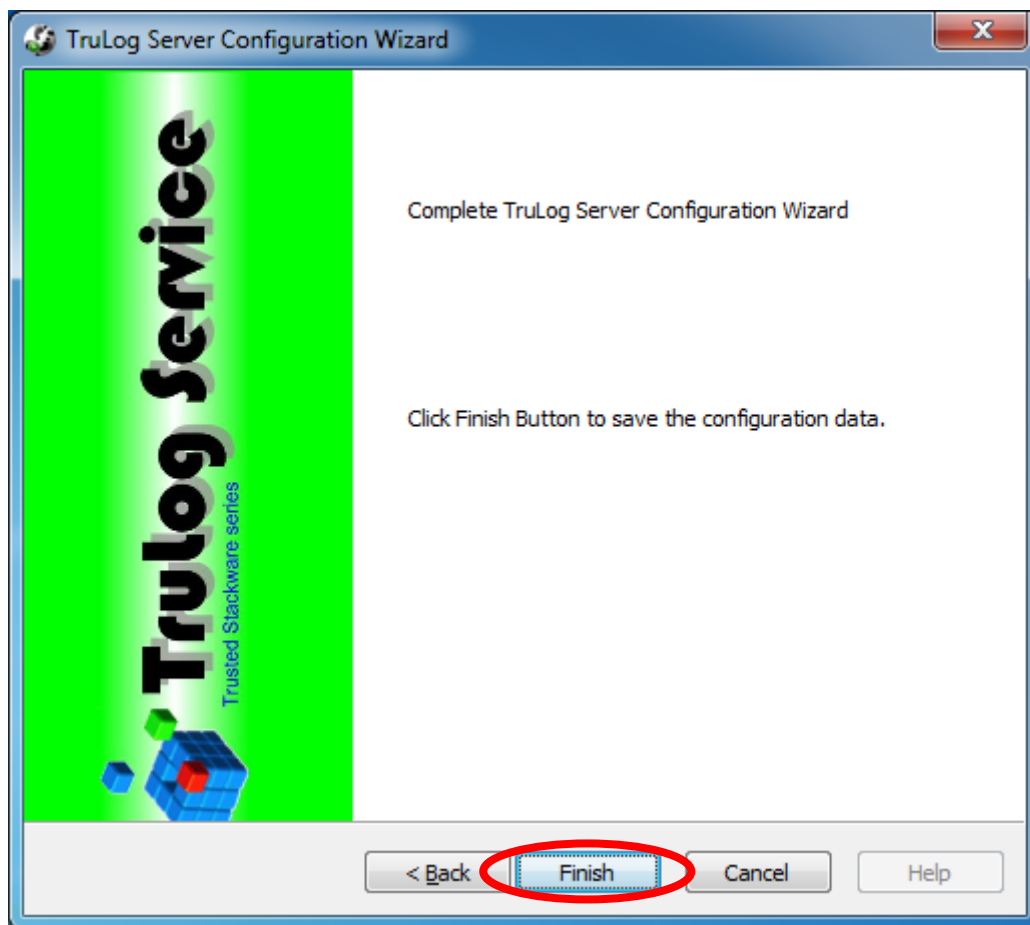 TruLog Server Configuration Wizard
TruLog Service
Trusted Stackware series
Complete TruLog Server Configuration Wizard
Click Finish Button to save the configuration data.
< Back
Finish
Cancel
Help